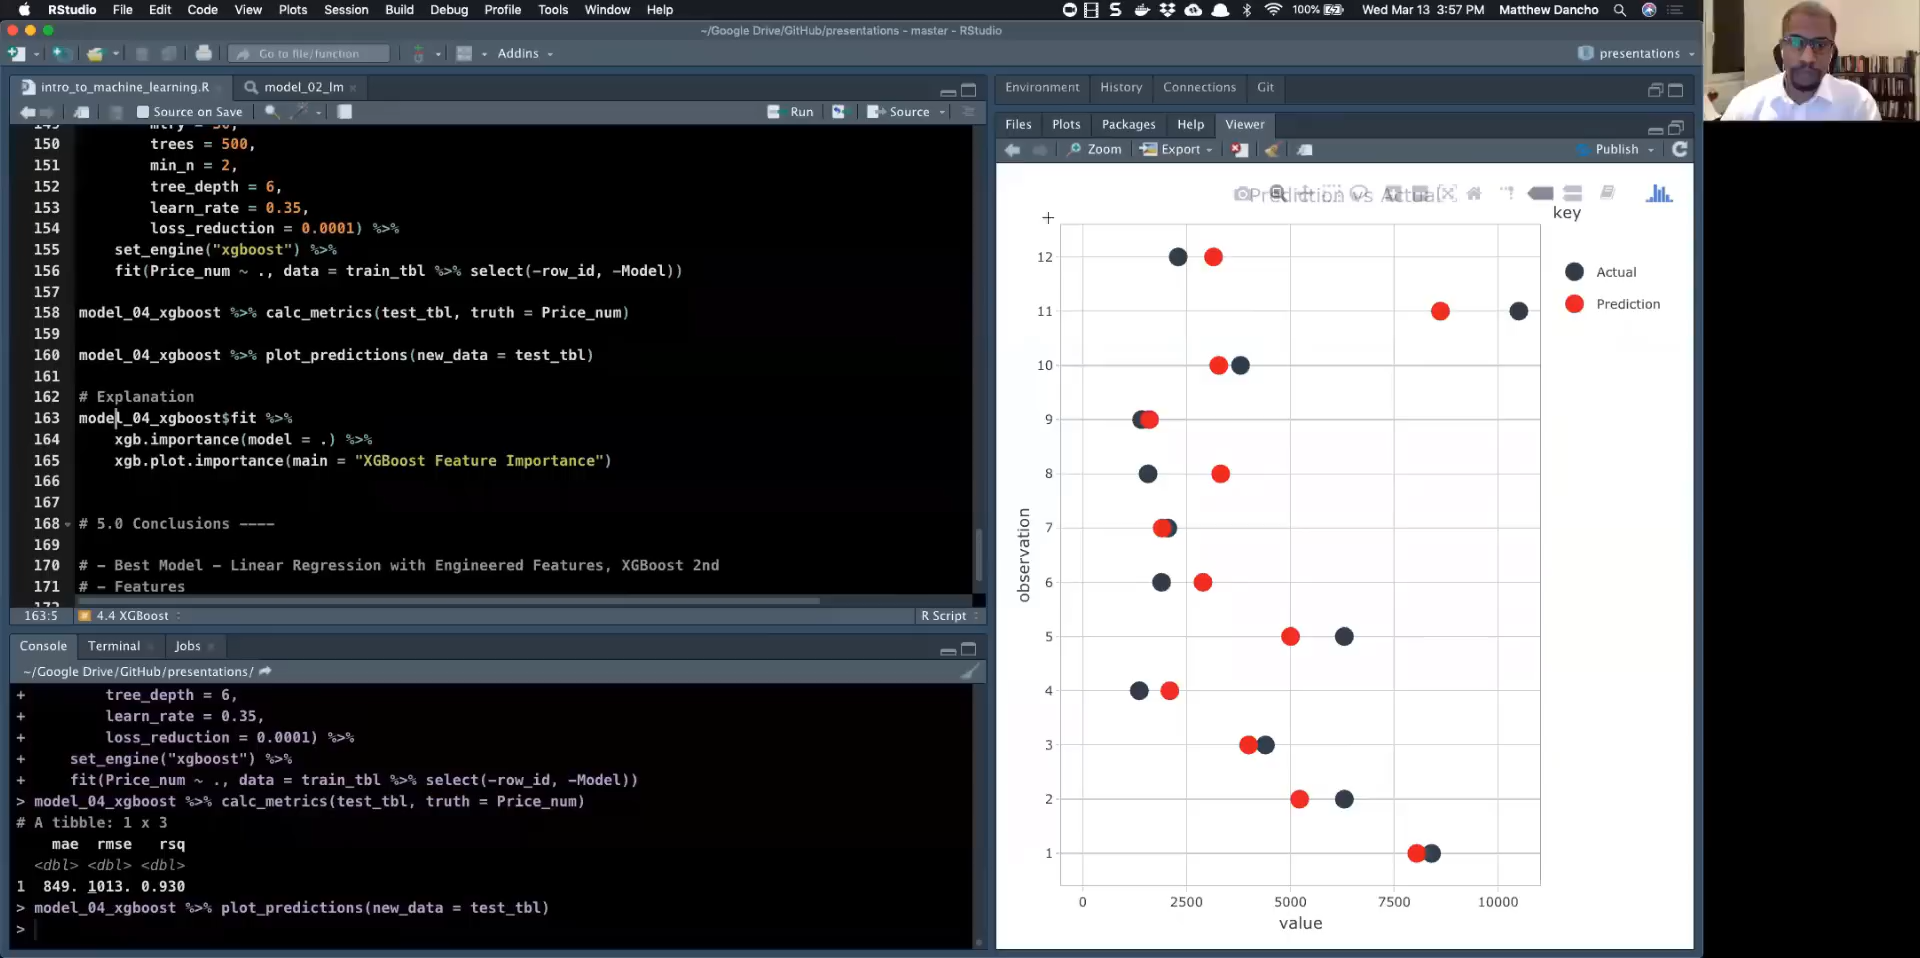 RStudio File Edit Code View Plots Session Build Debug Profile Tools Window Help 100% Wed Mar 13 3:57 PM Matthew Dancho
~/Google Drive/GitHub/presentations - master - RStudio
Go to file/function Addins presentations
intro_to_machine_learning.R model_02_lm
Source on Save Run Source
150 trees = 500,
151 min_n = 2,
152 tree_depth = 6,
153 learn_rate = 0.35,
154 loss_reduction = 0.0001) %>%
155 set_engine("xgboost") %>%
156 fit(Price_num ~ ., data = train_tbl %>% select(-row_id, -Model))
157
158 model_04_xgboost %>% calc_metrics(test_tbl, truth = Price_num)
159
160 model_04_xgboost %>% plot_predictions(new_data = test_tbl)
161
162 # Explanation
163 model_04_xgboost$fit %>%
164 xgb.importance(model = .) %>%
165 xgb.plot.importance(main = "XGBoost Feature Importance")
166
167
168 # 5.0 Conclusions ----
169
170 # - Best Model - Linear Regression with Engineered Features, XGBoost 2nd
171 # - Features
163:5 4.4 XGBoost R Script
Console Terminal Jobs
~/Google Drive/GitHub/presentations/
+ tree_depth = 6,
+ learn_rate = 0.35,
+ loss_reduction = 0.0001) %>%
+ set_engine("xgboost") %>%
+ fit(Price_num ~ ., data = train_tbl %>% select(-row_id, -Model))
> model_04_xgboost %>% calc_metrics(test_tbl, truth = Price_num)
# A tibble: 1 x 3
mae rmse rsq
<dbl> <dbl> <dbl>
1 849. 1013. 0.930
> model_04_xgboost %>% plot_predictions(new_data = test_tbl)
>
Environment History Connections Git
Files Plots Packages Help Viewer
Zoom Export Publish
Prediction vs Actual
key
Actual
Prediction
12
11
10
9
8
7
6
5
4
3
2
1
observation
0 2500 5000 7500 10000
value